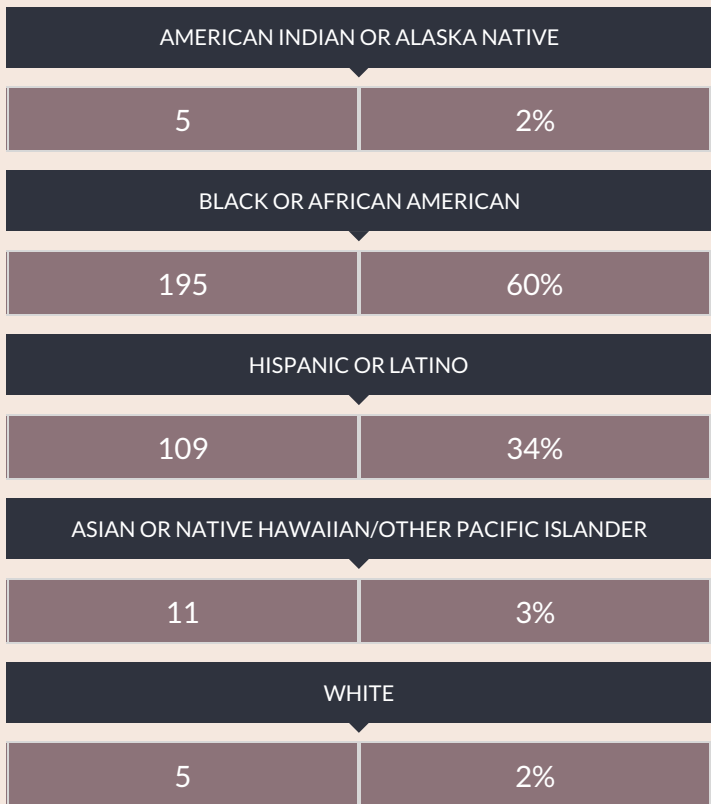 AMERICAN INDIAN OR ALASKA NATIVE
5 2%
BLACK OR AFRICAN AMERICAN
195 60%
HISPANIC OR LATINO
109 34%
ASIAN OR NATIVE HAWAIIAN/OTHER PACIFIC ISLANDER
11 3%
WHITE
5 2%